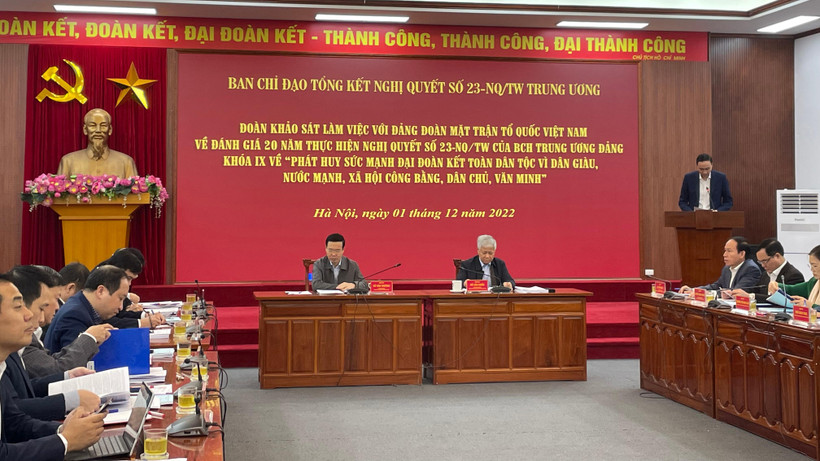 ĐOÀN KẾT, ĐOÀN KẾT, ĐẠI ĐOÀN KẾT - THÀNH CÔNG, THÀNH CÔNG, ĐẠI THÀNH CÔNG
CHỦ TỊCH HỒ CHÍ MINH
BAN CHỈ ĐẠO TỔNG KẾT NGHỊ QUYẾT SỐ 23-NQ/TW TRUNG ƯƠNG
ĐOÀN KHẢO SÁT LÀM VIỆC VỚI ĐẢNG ĐOÀN MẶT TRẬN TỔ QUỐC VIỆT NAM
VỀ ĐÁNH GIÁ 20 NĂM THỰC HIỆN NGHỊ QUYẾT SỐ 23-NQ/TW CỦA BCH TRUNG ƯƠNG ĐẢNG
KHÓA IX VỀ "PHÁT HUY SỨC MẠNH ĐẠI ĐOÀN KẾT TOÀN DÂN TỘC VÌ DÂN GIÀU,
NƯỚC MẠNH, XÃ HỘI CÔNG BẰNG, DÂN CHỦ, VĂN MINH"
Hà Nội, ngày 01 tháng 12 năm 2022